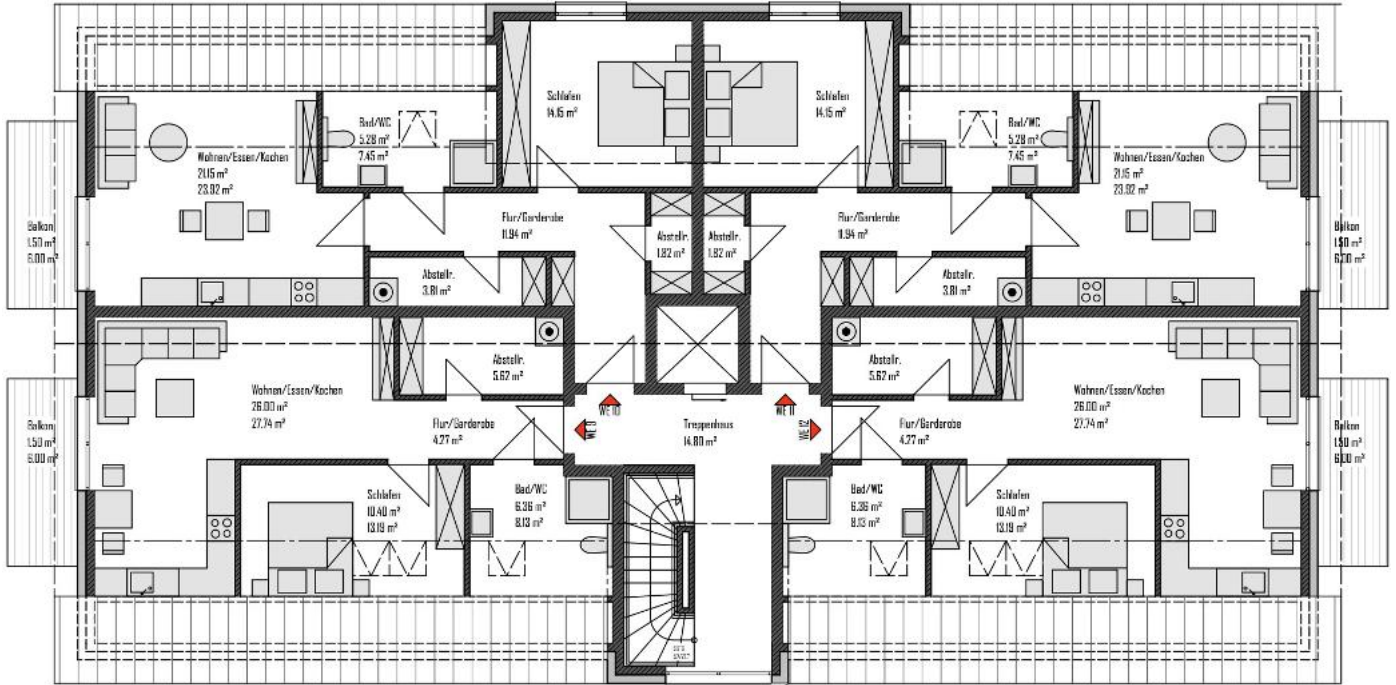 Schlafen
14.15 m²
Schlafen
14.15 m²
Bad/WC
5.28 m²
7.45 m²
Bad/WC
5.28 m²
7.45 m²
Wohnen/Essen/Kochen
21.15 m²
23.92 m²
Wohnen/Essen/Kochen
21.15 m²
23.92 m²
Balkon
1.50 m²
6.00 m²
Flur/Garderobe
11.94 m²
Abstellr.
1.82 m²
Abstellr.
1.82 m²
Flur/Garderobe
11.94 m²
Balkon
1.50 m²
6.00 m²
Abstellr.
3.81 m²
Abstellr.
3.81 m²
Abstellr.
5.62 m²
Abstellr.
5.62 m²
Wohnen/Essen/Kochen
26.00 m²
27.74 m²
Wohnen/Essen/Kochen
26.00 m²
27.74 m²
Balkon
1.50 m²
6.00 m²
Flur/Garderobe
4.27 m²
WE 9
WE 10
Treppenhaus
14.80 m²
WE 11
WE 12
Flur/Garderobe
4.27 m²
Balkon
1.50 m²
6.00 m²
Schlafen
10.40 m²
13.19 m²
Bad/WC
6.36 m²
8.13 m²
Bad/WC
6.36 m²
8.13 m²
Schlafen
10.40 m²
13.19 m²